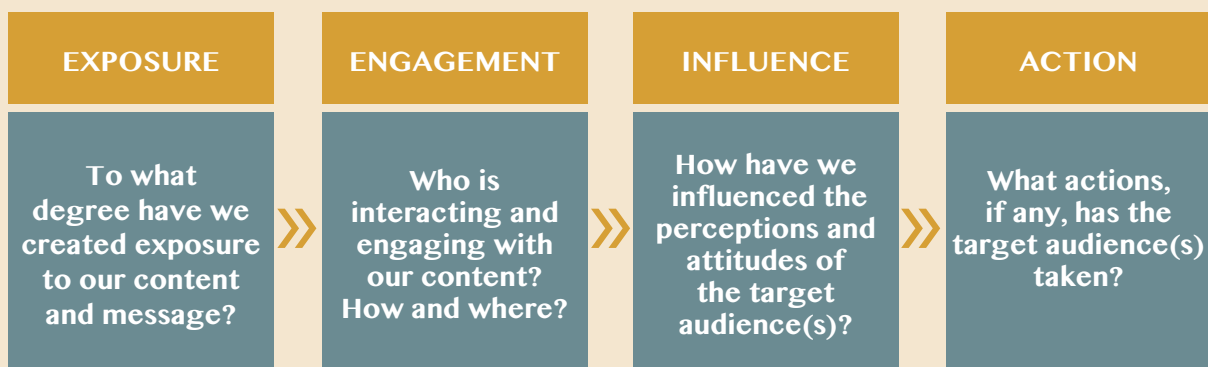 EXPOSURE
To what
degree have we
created exposure
to our content
and message?
ENGAGEMENT
Who is
interacting and
engaging with
our content?
How and where?
INFLUENCE
How have we
influenced the
perceptions and
attitudes of
the target
audience(s)?
ACTION
What actions,
if any, has the
target audience(s)
taken?